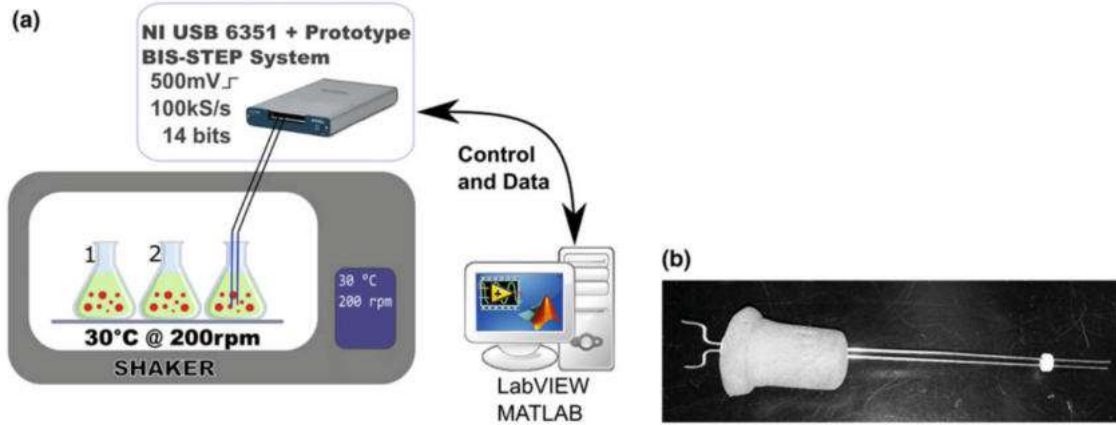 (a)
NI USB 6351 + Prototype
BIS-STEP System
500mV
100kS/s
14 bits
Control
and Data
1
2
30 °C
200 rpm
30°C @ 200rpm
SHAKER
LabVIEW
MATLAB
(b)